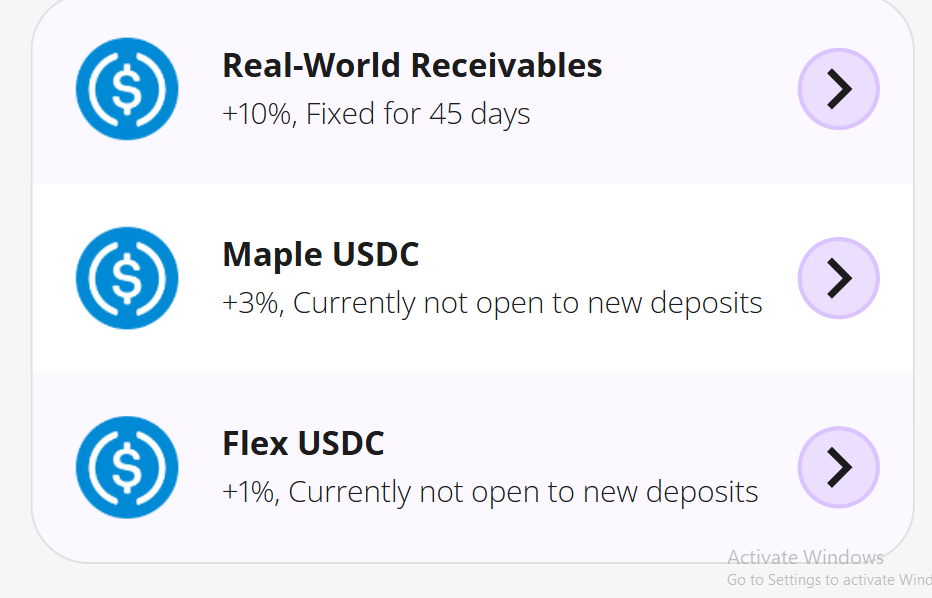 Real-World Receivables
+10%, Fixed for 45 days
Maple USDC
+3%, Currently not open to new deposits
Flex USDC
+1%, Currently not open to new deposits
Activate Windows
Go to Settings to activate Wind